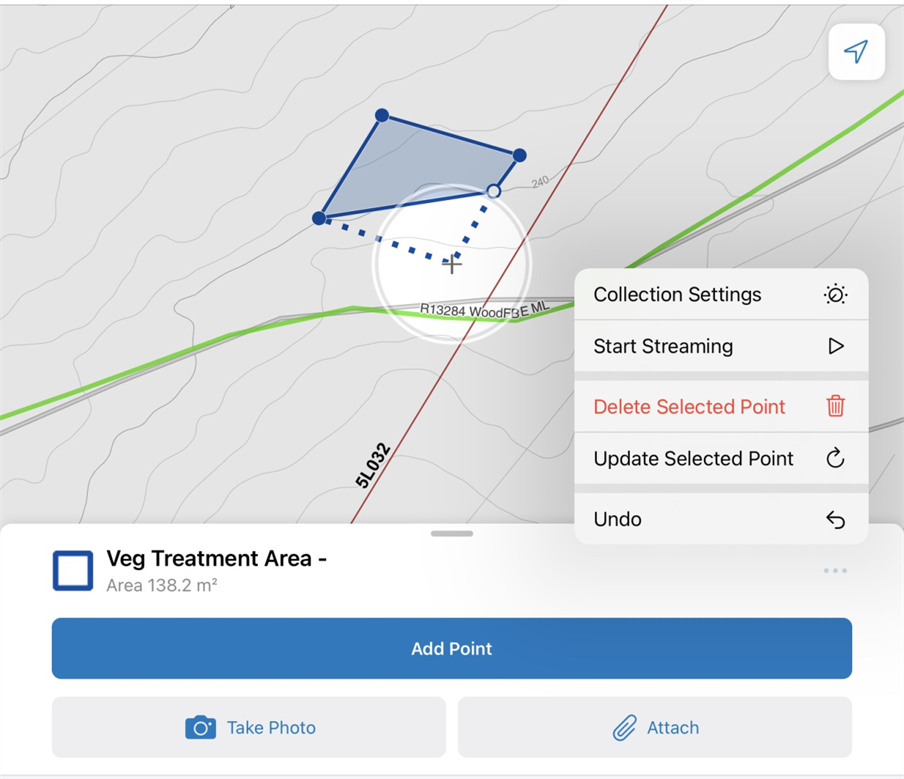 240
R13284 WoodFBE ML
5L032
Collection Settings
Start Streaming
Delete Selected Point
Update Selected Point
Undo
Veg Treatment Area -
Area 138.2 m²
Add Point
Take Photo
Attach